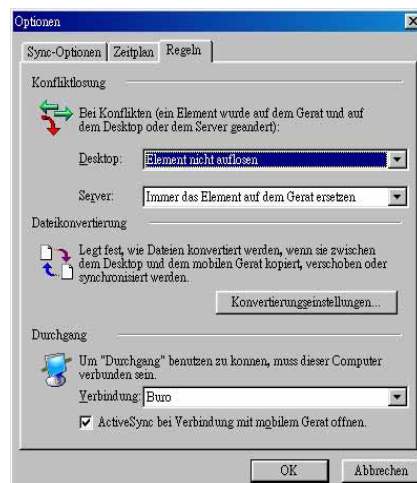 Optionen
Sync-Optionen Zeitplan Regeln
Konfliktlosung
Bei Konflikten (ein Element wurde auf dem Gerat und auf
dem Desktop oder dem Server geandert):
Desktop: Element nicht auflosen
Server: Immer das Element auf dem Gerat ersetzen
Dateikonvertierung
Legt fest, wie Dateien konvertiert werden, wenn sie zwischen
dem Desktop und dem mobilen Gerat kopiert, verschoben oder
synchronisiert werden.
Konvertierungseinstellungen...
Durchgang
Um "Durchgang" benutzen zu konnen, muss dieser Computer
verbunden sein.
Verbindung: Buro
ActiveSync bei Verbindung mit mobilem Gerat offnen.
OK Abbrechen